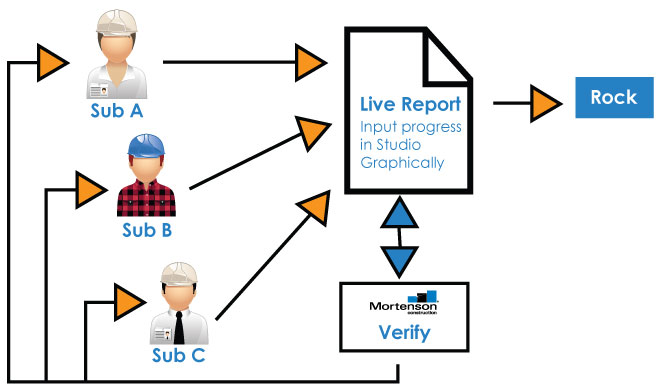 Sub A
Live Report
Input progress
in Studio
Graphically
Rock
Sub B
Sub C
Mortenson
construction
Verify